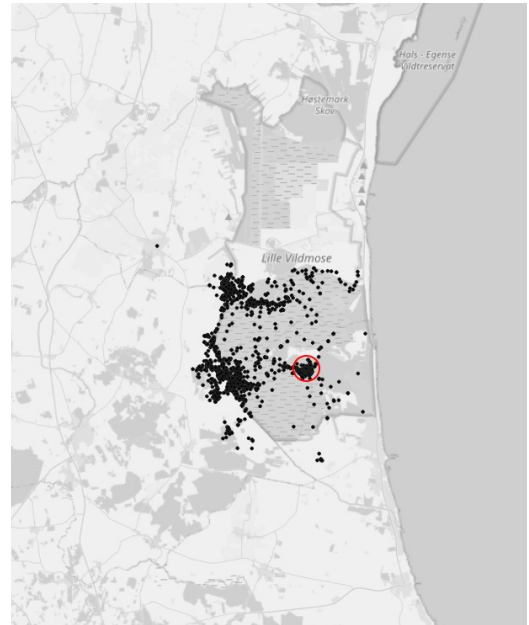 Hals - Egense
Vildtreservat
Høstemark
Skov
Lille Vildmose